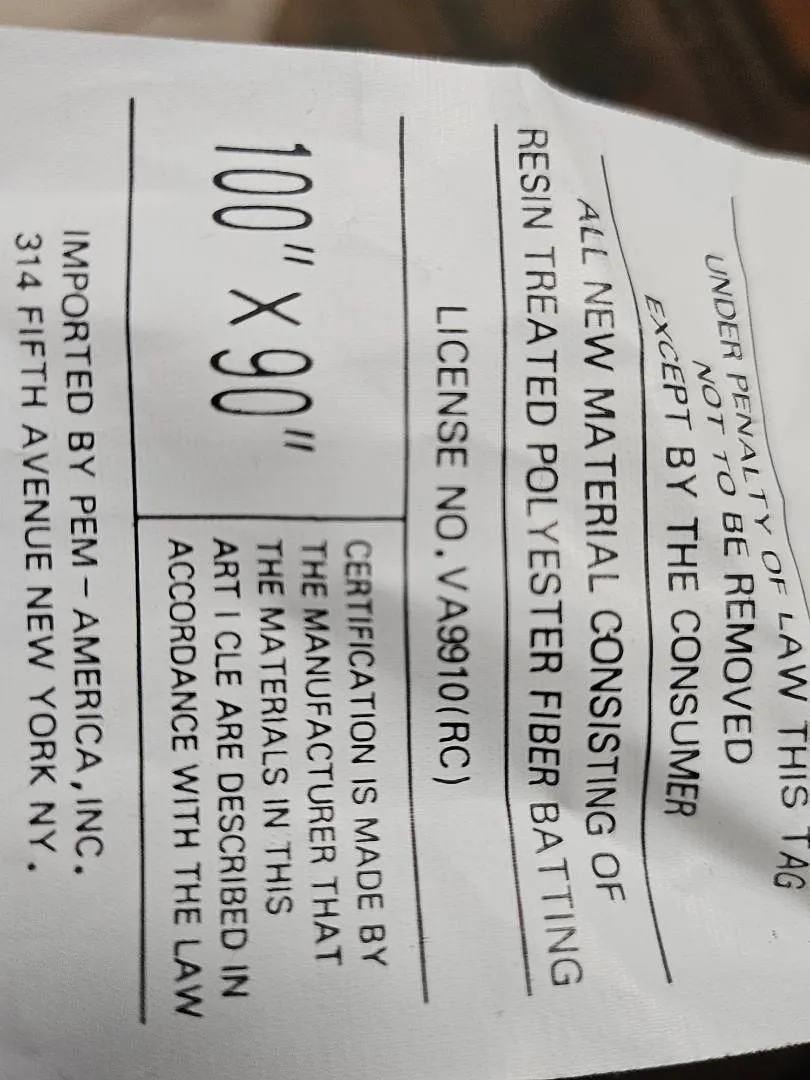 UNDER PENALTY OF LAW THIS TAG
NOT TO BE REMOVED
EXCEPT BY THE CONSUMER
ALL NEW MATERIAL CONSISTING OF
RESIN TREATED POLYESTER FIBER BATTING
LICENSE NO. VA9910(RC)
100" X 90"
CERTIFICATION IS MADE BY
THE MANUFACTURER THAT
THE MATERIALS IN THIS
ART I CLE ARE DESCRIBED IN
ACCORDANCE WITH THE LAW
IMPORTED BY PEM-AMERICA, INC.
314 FIFTH AVENUE NEW YORK NY.